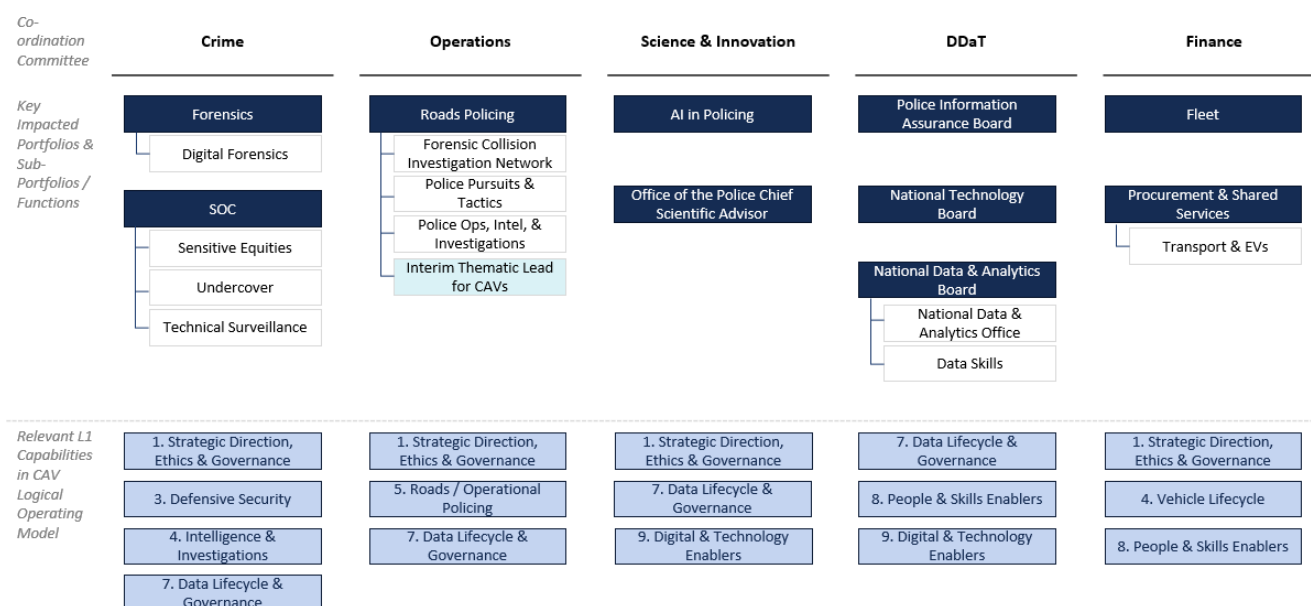 Co-
ordination
Committee
Crime
Operations
Science & Innovation
DDaT
Finance
Key
Impacted
Portfolios &
Sub-
Portfolios /
Functions
Forensics
Digital Forensics
SOC
Sensitive Equities
Undercover
Technical Surveillance
Roads Policing
Forensic Collision
Investigation Network
Police Pursuits &
Tactics
Police Ops, Intel, &
Investigations
Interim Thematic Lead
for CAVs
AI in Policing
Office of the Police Chief
Scientific Advisor
Police Information
Assurance Board
National Technology
Board
National Data & Analytics
Board
National Data &
Analytics Office
Data Skills
Fleet
Procurement & Shared
Services
Transport & EVs
Relevant L1
Capabilities
in CAV
Logical
Operating
Model
1. Strategic Direction,
Ethics & Governance
3. Defensive Security
4. Intelligence &
Investigations
7. Data Lifecycle &
Governance
1. Strategic Direction,
Ethics & Governance
5. Roads / Operational
Policing
7. Data Lifecycle &
Governance
1. Strategic Direction,
Ethics & Governance
7. Data Lifecycle &
Governance
9. Digital & Technology
Enablers
7. Data Lifecycle &
Governance
8. People & Skills Enablers
9. Digital & Technology
Enablers
1. Strategic Direction,
Ethics & Governance
4. Vehicle Lifecycle
8. People & Skills Enablers